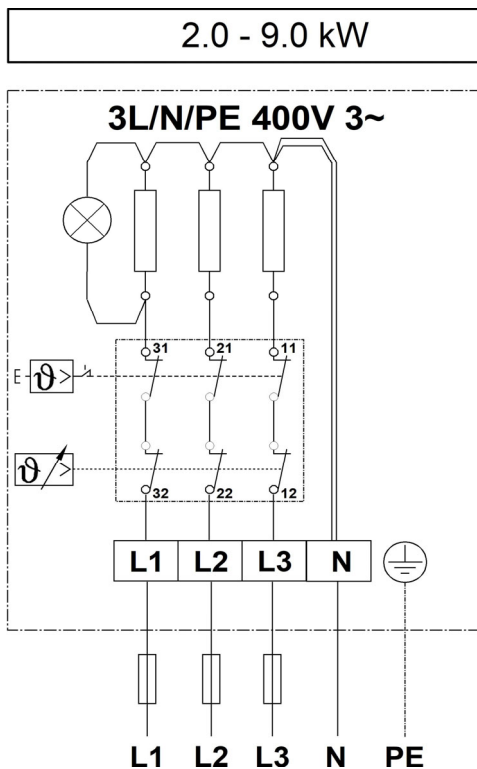 2.0 - 9.0 kW
3L/N/PE 400V 3~
31 21 11
E ϑ >
ϑ >
32 22 12
L1 L2 L3 N
L1 L2 L3 N PE